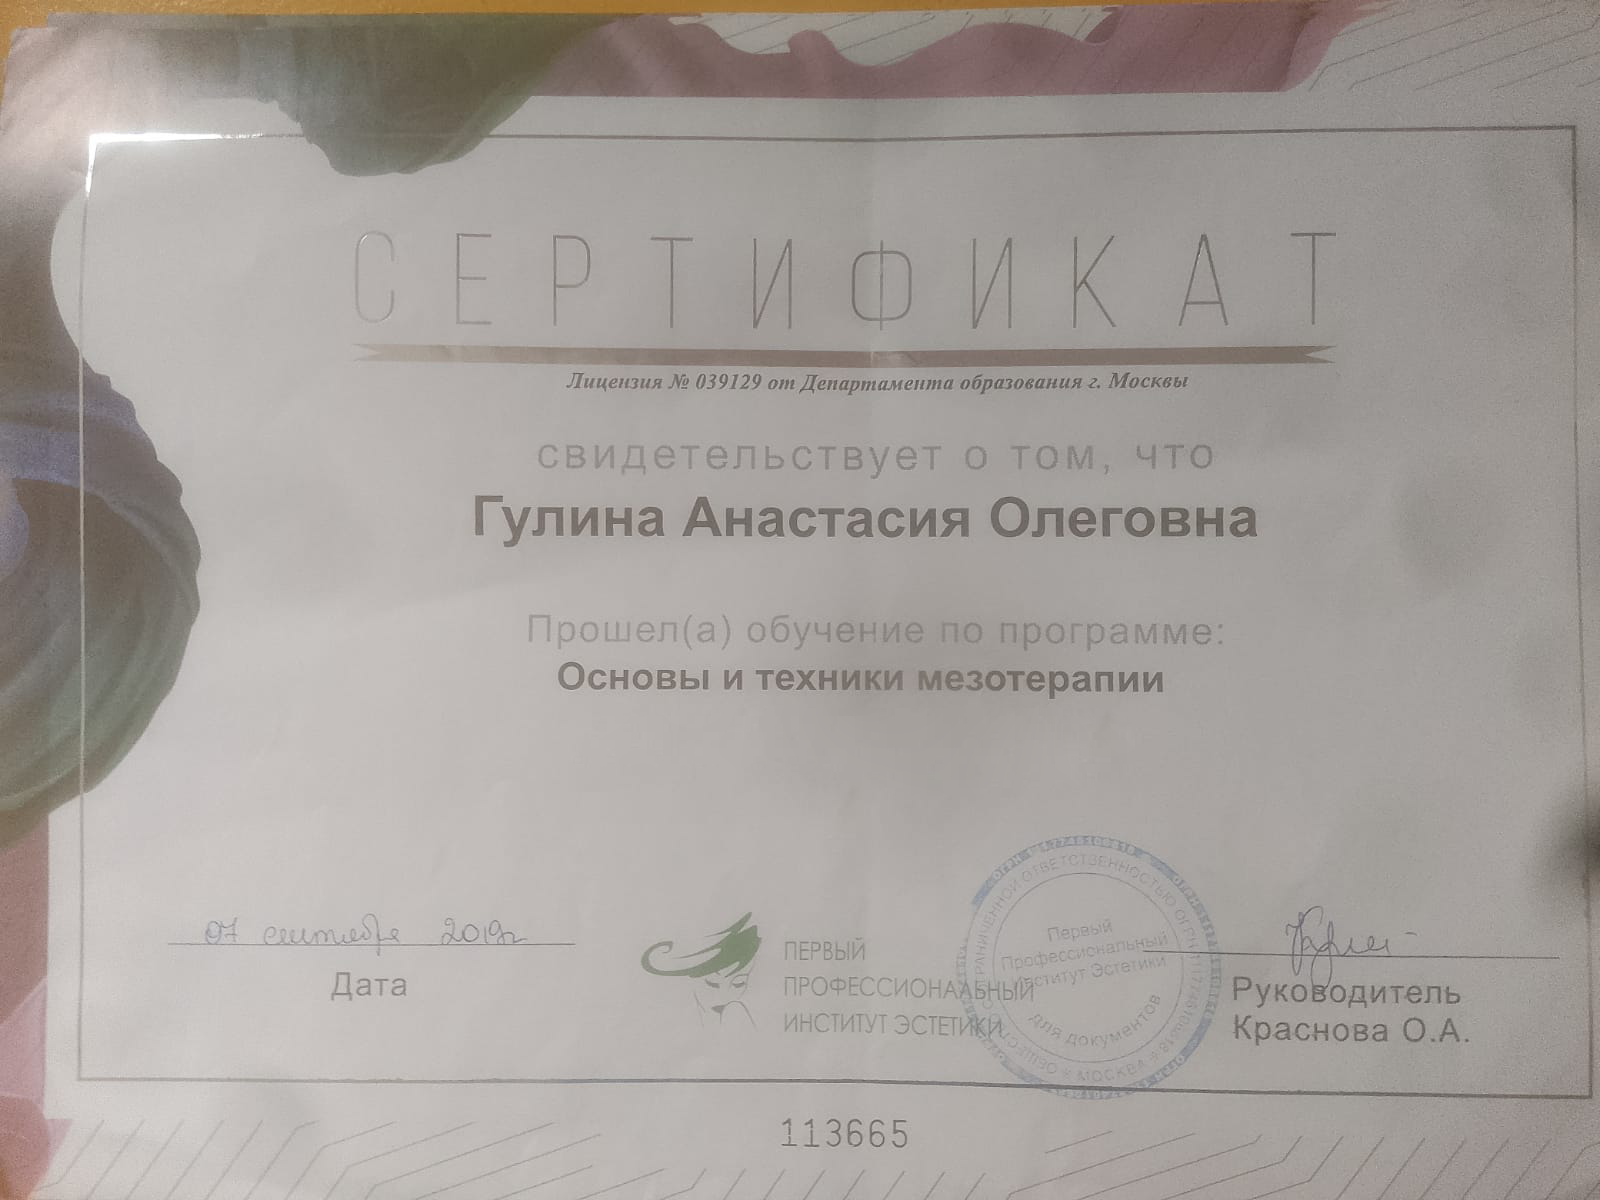 СЕРТИФИКАТ
Лицензия № 039129 от Департамента образования г. Москвы
свидетельствует о том, что
Гулина Анастасия Олеговна
Прошел(а) обучение по программе:
Основы и техники мезотерапии
07 сентября 2019г
Дата
ПЕРВЫЙ
ПРОФЕССИОНАЛЬНЫЙ
ИНСТИТУТ ЭСТЕТИКИ
Первый
Профессиональный
Институт Эстетики
для документов
МОСКВА
Руководитель
Краснова О.А.
113665